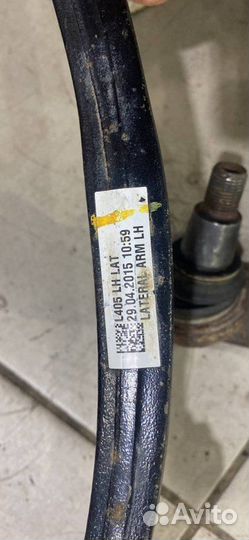 L405 LH LAT
29.04.2015 10:59
LATERAL ARM LH
Avito